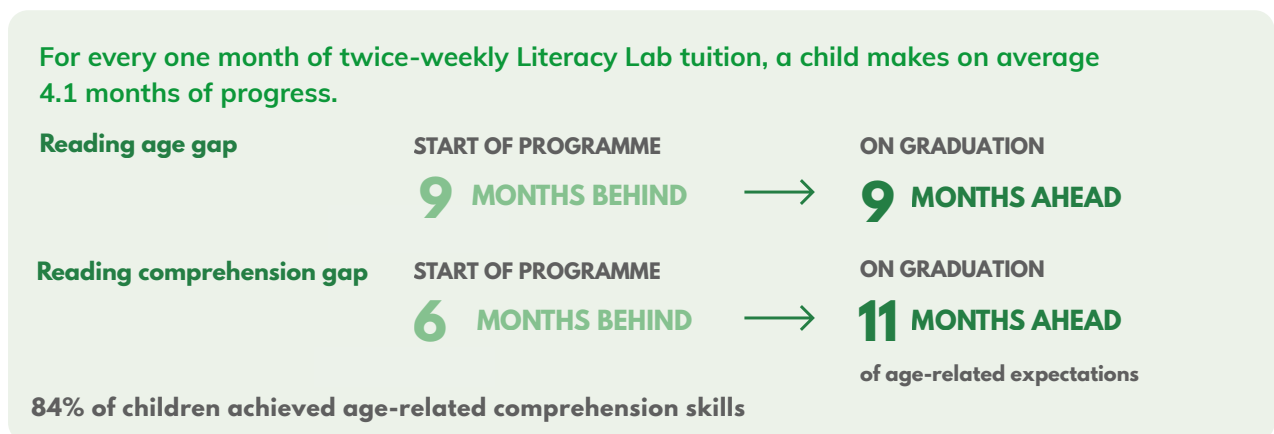 For every one month of twice-weekly Literacy Lab tuition, a child makes on average
4.1 months of progress.
Reading age gap
START OF PROGRAMME
ON GRADUATION
9 MONTHS BEHIND
9 MONTHS AHEAD
Reading comprehension gap
START OF PROGRAMME
ON GRADUATION
6 MONTHS BEHIND
11 MONTHS AHEAD
of age-related expectations
84% of children achieved age-related comprehension skills